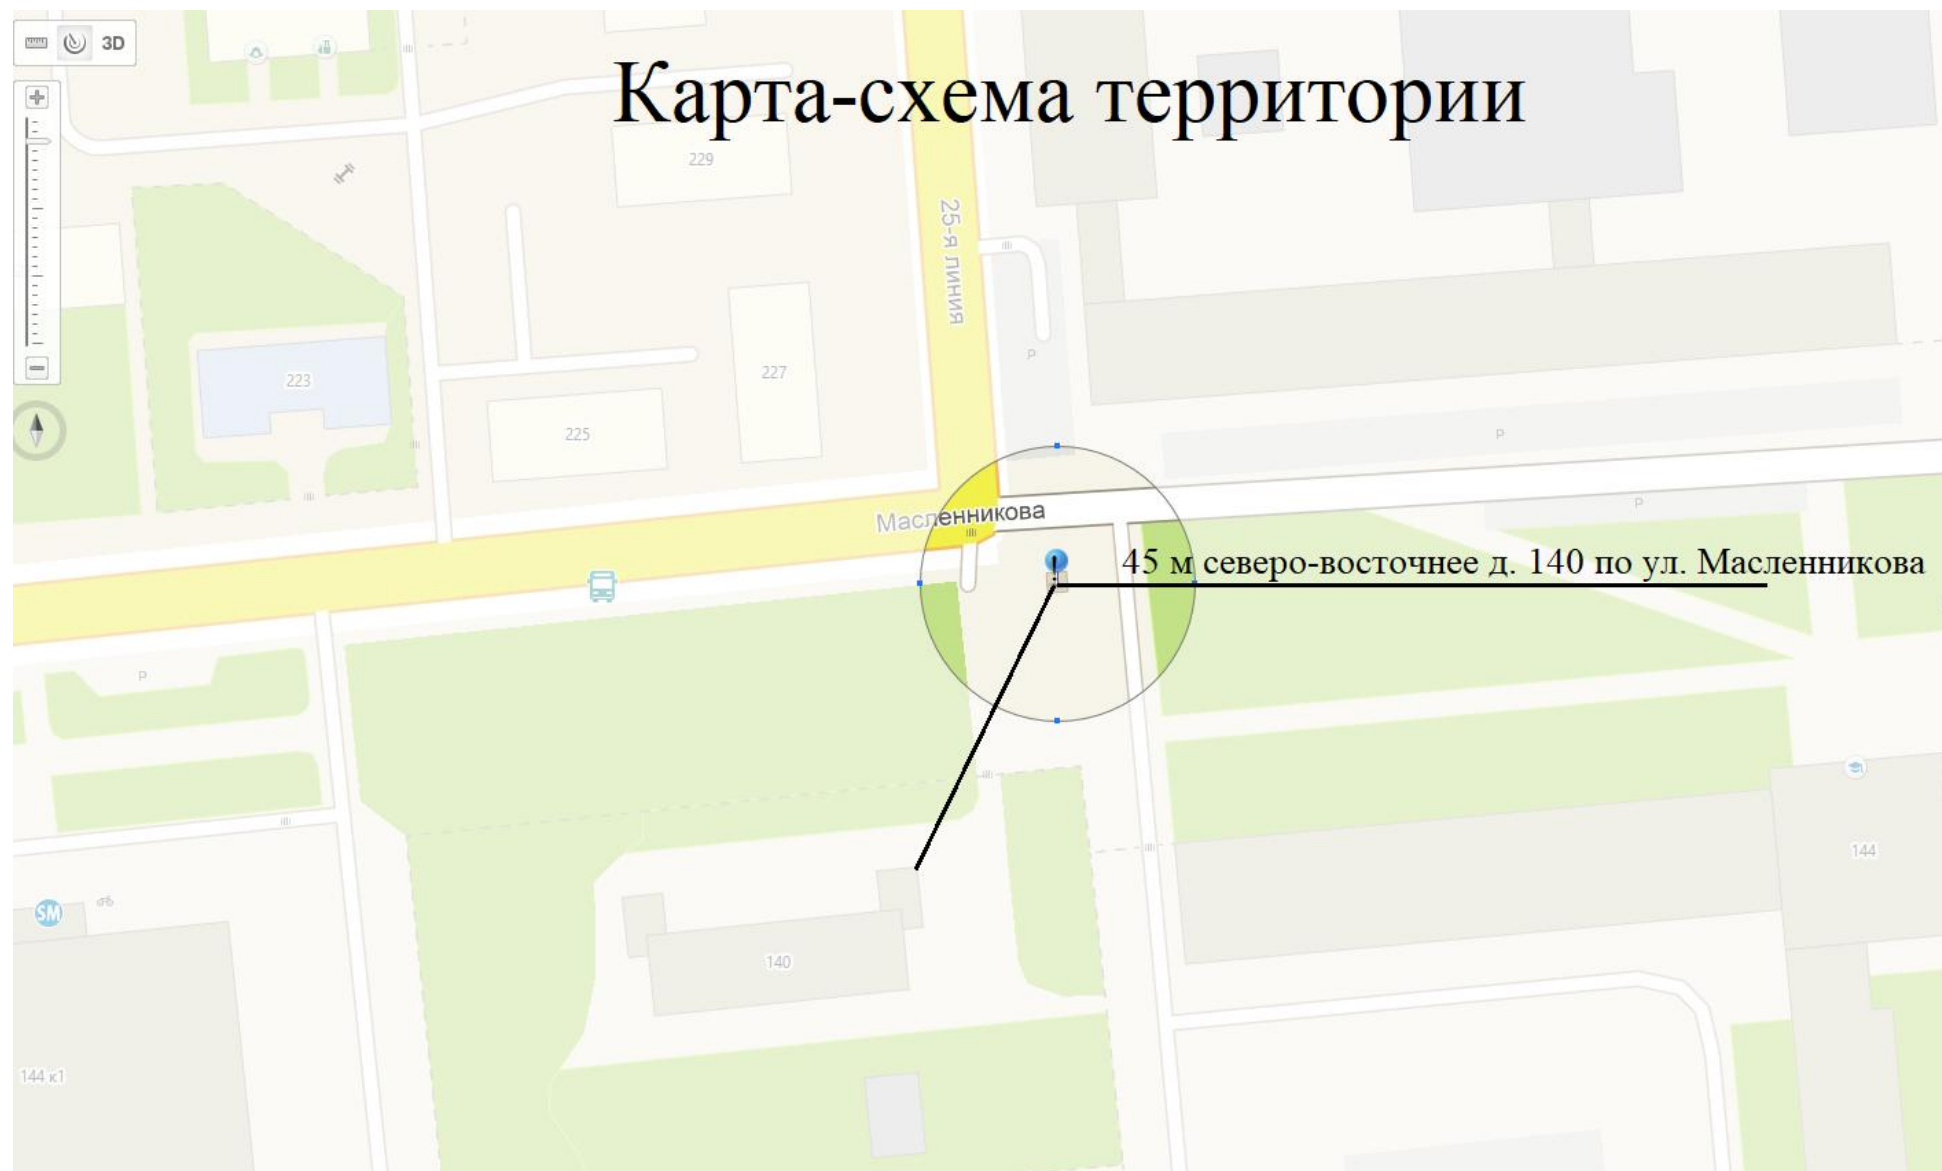 3D
Карта-схема территории
229
25-я линия
P
223
227
225
P
Масленникова
P
45 м северо-восточнее д. 140 по ул. Масленникова
P
SM
144
140
144 к1